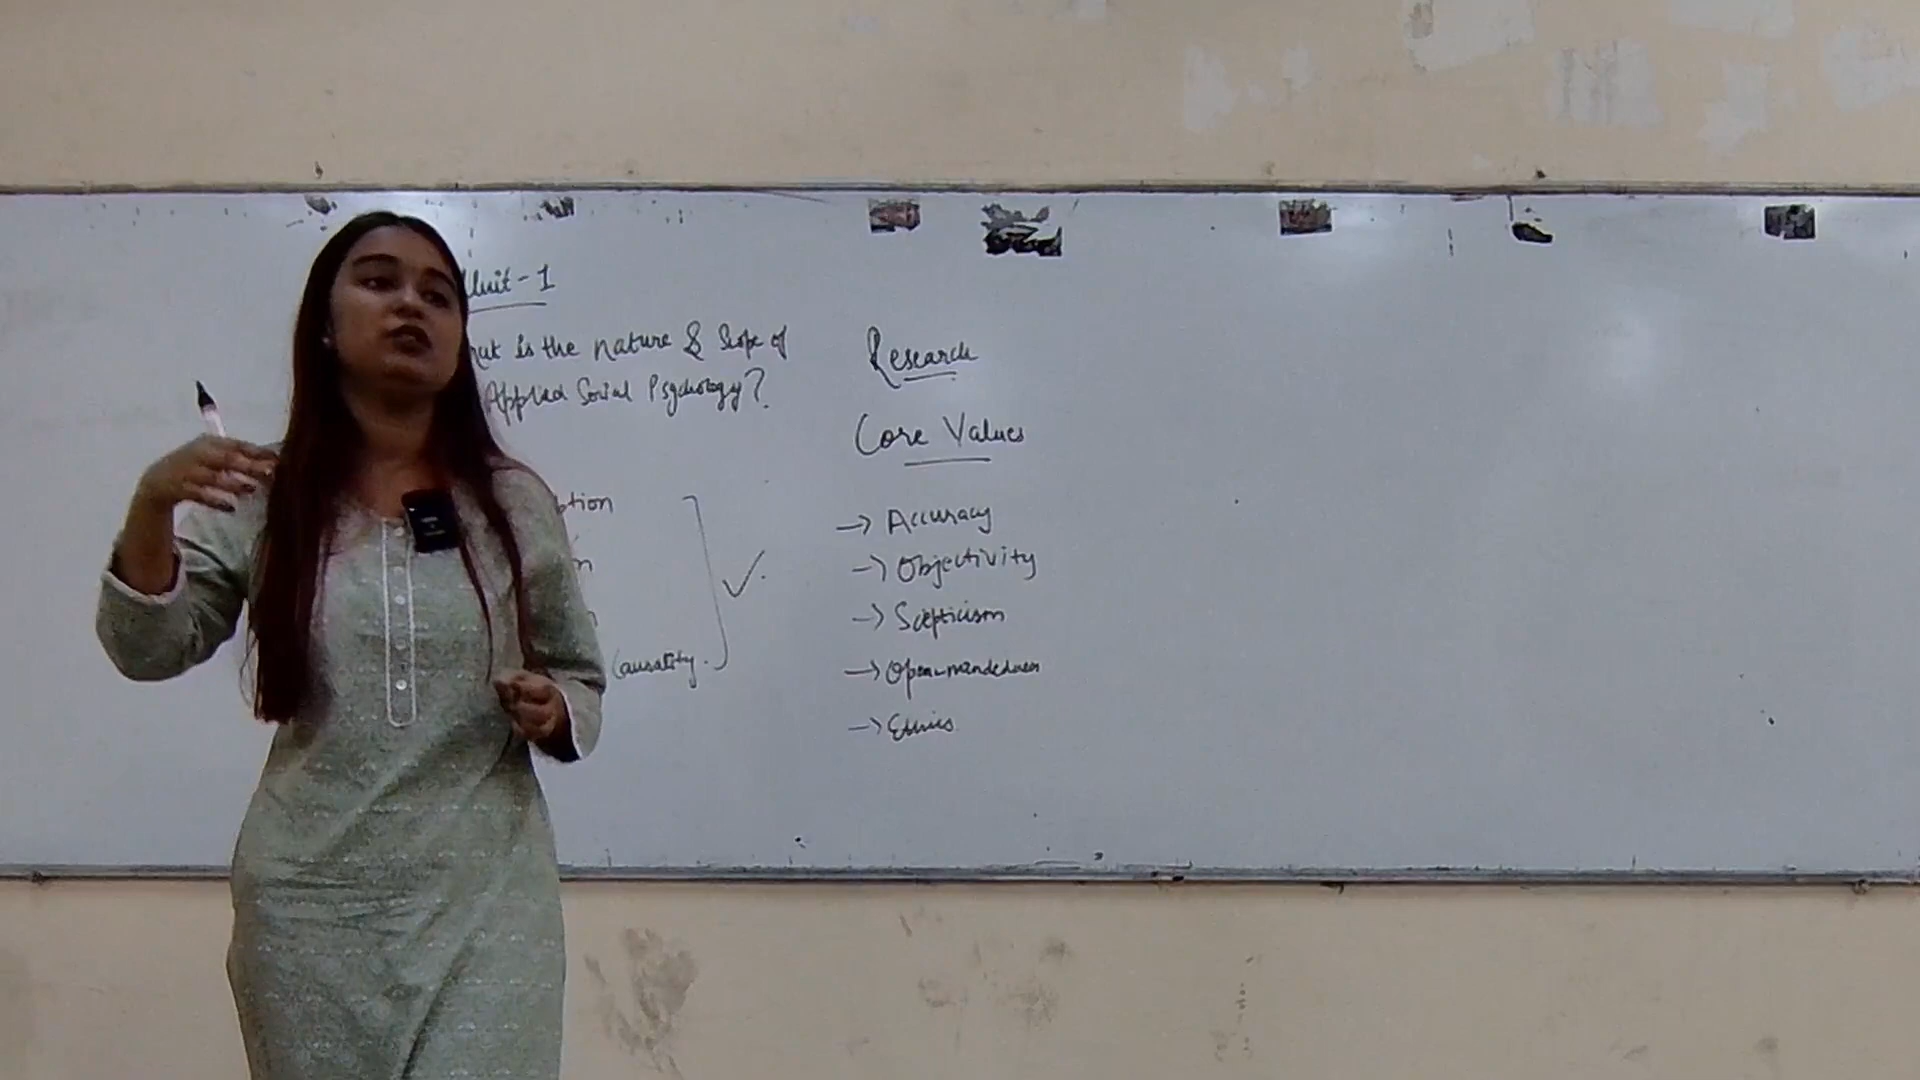 Unit-1
is the nature & Scope of
Applied Social Psychology?
Causality.
Research
Core Values
→ Accuracy
→ Objectivity
→ Scepticism
→ Open-mindedness
→ Ethics